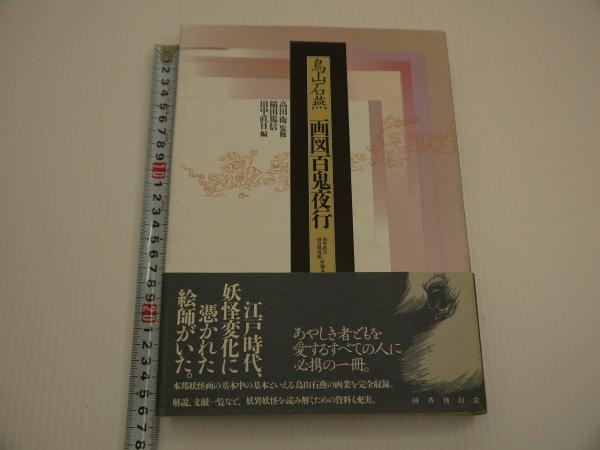 鳥山石燕
画図百鬼夜行
高田衛 監修
稲田篤信
田中直日 編
江戸時代、
妖怪変化に
憑かれた
絵師がいた。
あやしき者どもを
愛するすべての人に
必携の一冊。
本邦妖怪画の基本中の基本といえる鳥山石燕の画業を完全収録。
解説、文献一覧など、妖異妖怪を読み解くための資料も充実。
国書刊行会